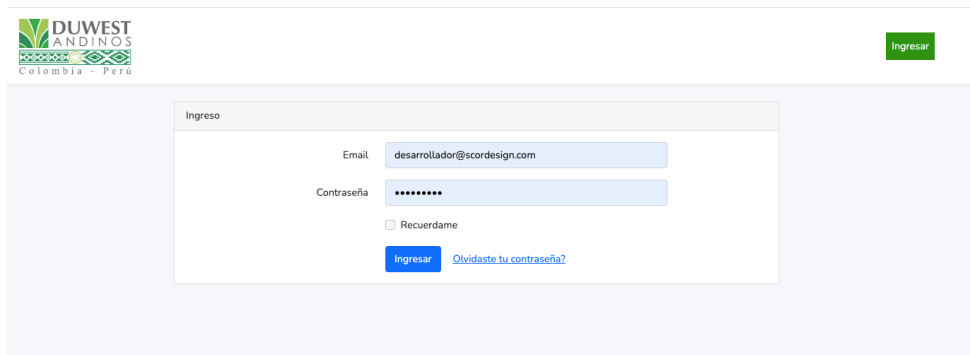 DUWEST
ANDINOS
Colombia - Perú
Ingresar
Ingreso
Email
desarrollador@scordesign.com
Contraseña
•••••••••
Recuerdame
Ingresar
Olvidaste tu contraseña?